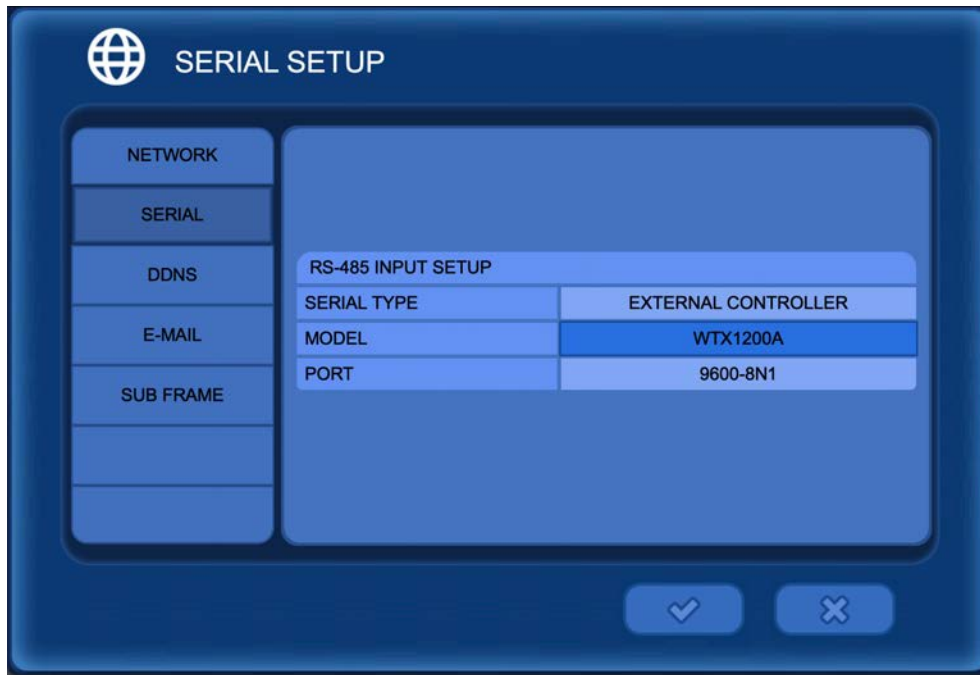 SERIAL SETUP
NETWORK
SERIAL
DDNS
E-MAIL
SUB FRAME
RS-485 INPUT SETUP
SERIAL TYPE EXTERNAL CONTROLLER
MODEL WTX1200A
PORT 9600-8N1